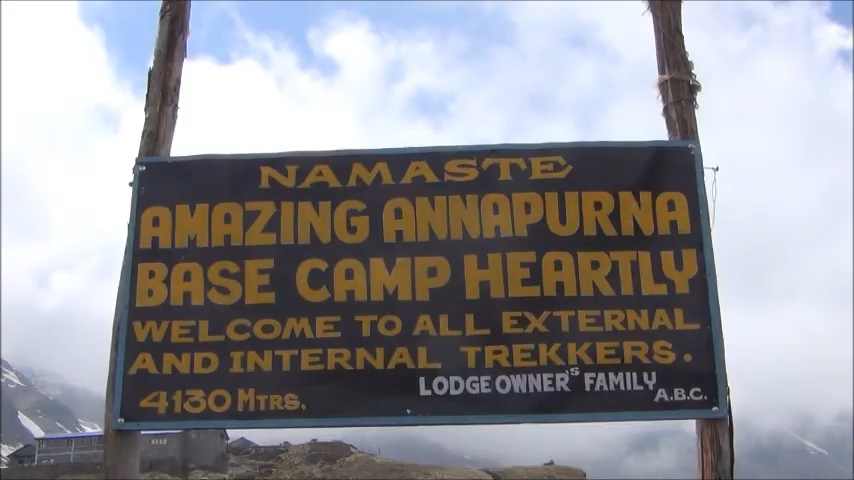 NAMASTE
AMAZING ANNAPURNA
BASE CAMP HEARTLY
WELCOME TO ALL EXTERNAL
AND INTERNAL TREKKERS.
4130 MTRS.
LODGE OWNER'S FAMILY
A.B.C.